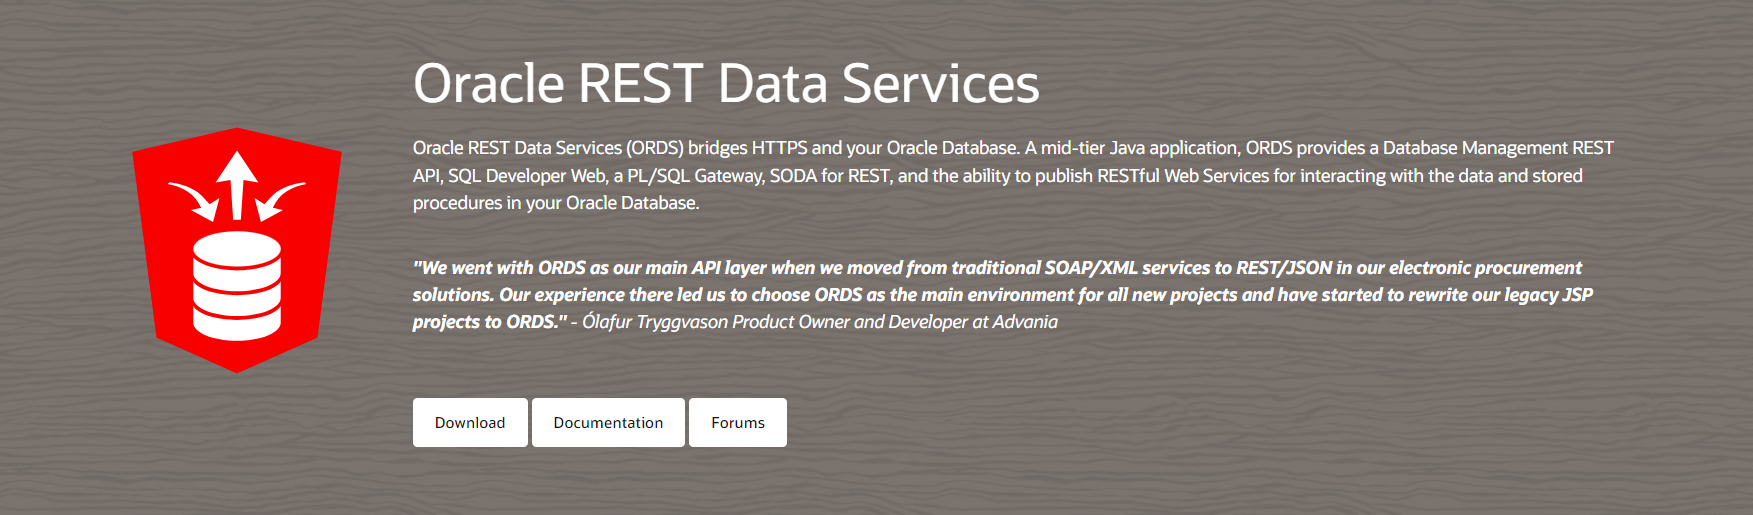 Oracle REST Data Services
Oracle REST Data Services (ORDS) bridges HTTPS and your Oracle Database. A mid-tier Java application, ORDS provides a Database Management REST
API, SQL Developer Web, a PL/SQL Gateway, SODA for REST, and the ability to publish RESTful Web Services for interacting with the data and stored
procedures in your Oracle Database.
"We went with ORDS as our main API layer when we moved from traditional SOAP/XML services to REST/JSON in our electronic procurement
solutions. Our experience there led us to choose ORDS as the main environment for all new projects and have started to rewrite our legacy JSP
projects to ORDS." - Ólafur Tryggvason Product Owner and Developer at Advania
Download Documentation Forums